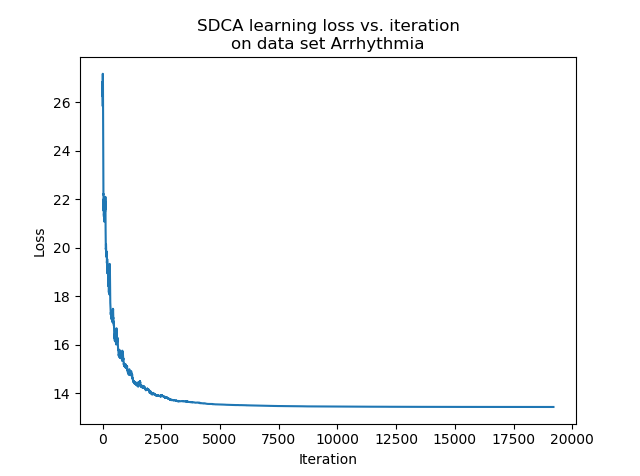 SDCA learning loss vs. iteration
on data set Arrhythmia
Loss
26
24
22
20
18
16
14
0 2500 5000 7500 10000 12500 15000 17500 20000
Iteration